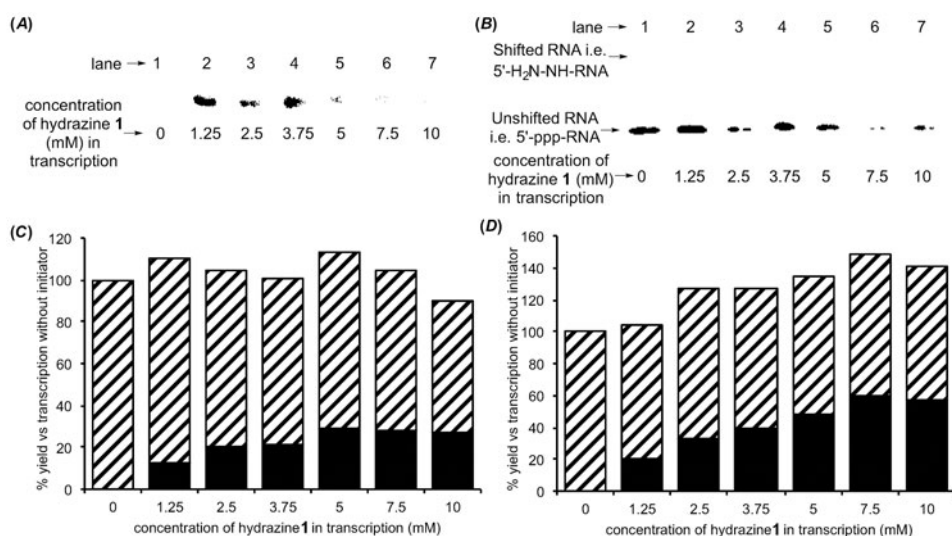 (A)
lane → 1 2 3 4 5 6 7
concentration
of hydrazine 1 → 0 1.25 2.5 3.75 5 7.5 10
(mM) in
transcription
(B)
lane → 1 2 3 4 5 6 7
Shifted RNA i.e. →
5'-H₂N-NH-RNA
Unshifted RNA →
i.e. 5'-ppp-RNA
concentration of
hydrazine 1 (mM) → 0 1.25 2.5 3.75 5 7.5 10
in transcription
(C)
% yield vs transcription without initiator
120
100
80
60
40
20
0
0 1.25 2.5 3.75 5 7.5 10
concentration of hydrazine 1 in transcription (mM)
(D)
% yield vs transcription without initiator
160
140
120
100
80
60
40
20
0
0 1.25 2.5 3.75 5 7.5 10
concentration of hydrazine 1 in transcription (mM)